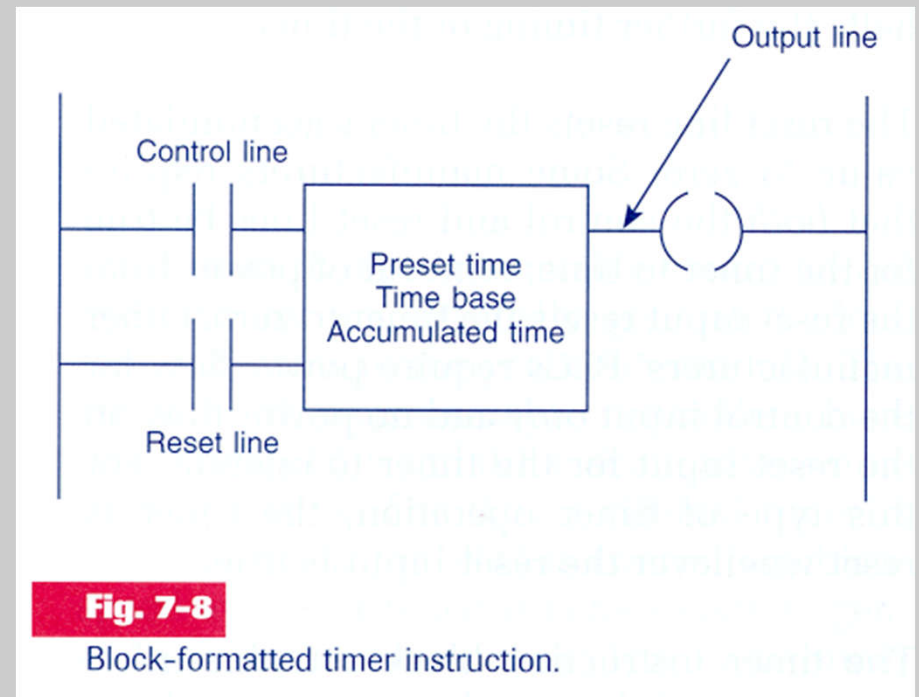 Output line
Control line
Preset time
Time base
Accumulated time
Reset line
Fig. 7-8
Block-formatted timer instruction.